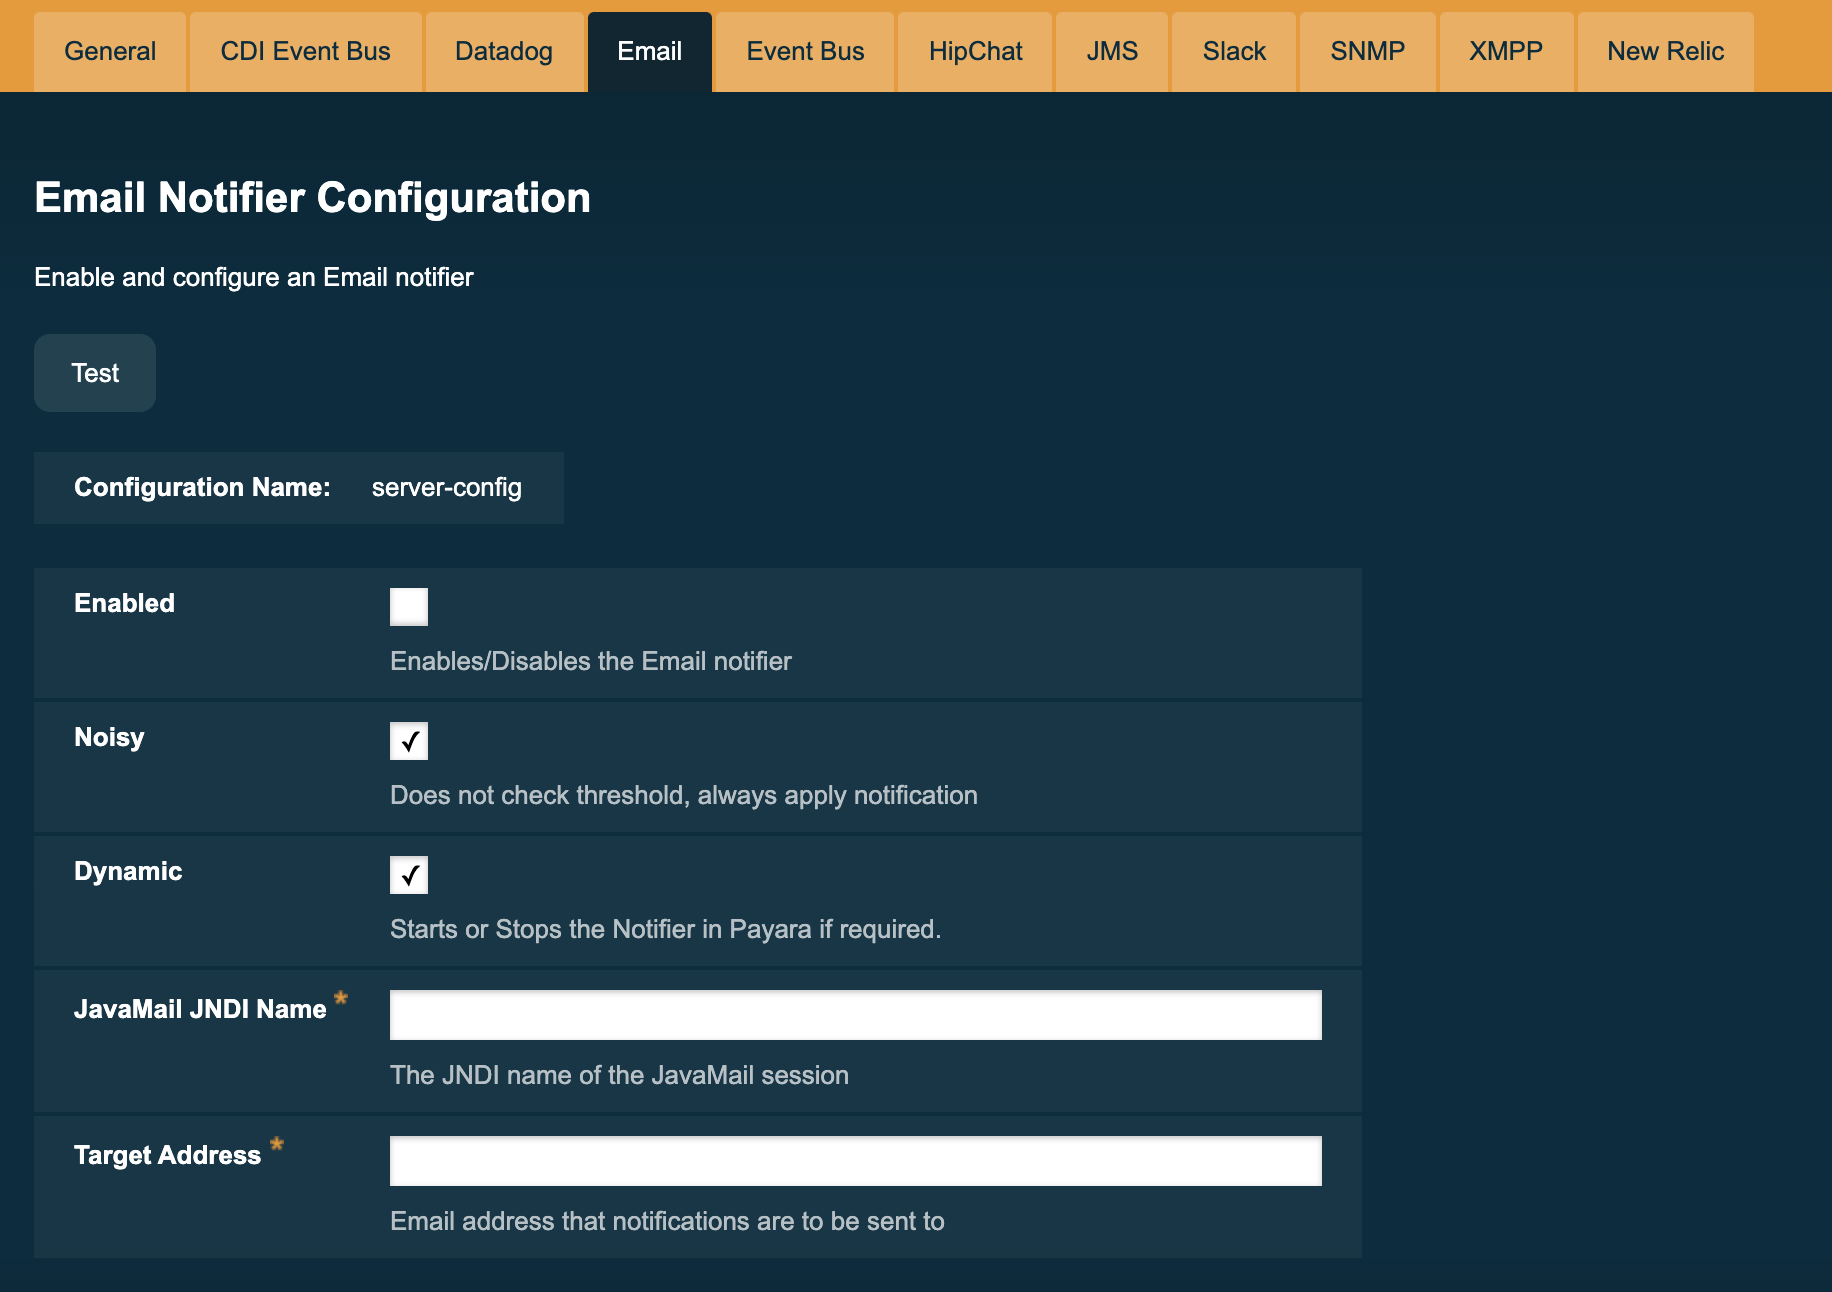 General CDI Event Bus Datadog Email Event Bus HipChat JMS Slack SNMP XMPP New Relic
Email Notifier Configuration
Enable and configure an Email notifier
Test
Configuration Name: server-config
Enabled
Enables/Disables the Email notifier
Noisy
Does not check threshold, always apply notification
Dynamic
Starts or Stops the Notifier in Payara if required.
JavaMail JNDI Name *
The JNDI name of the JavaMail session
Target Address *
Email address that notifications are to be sent to